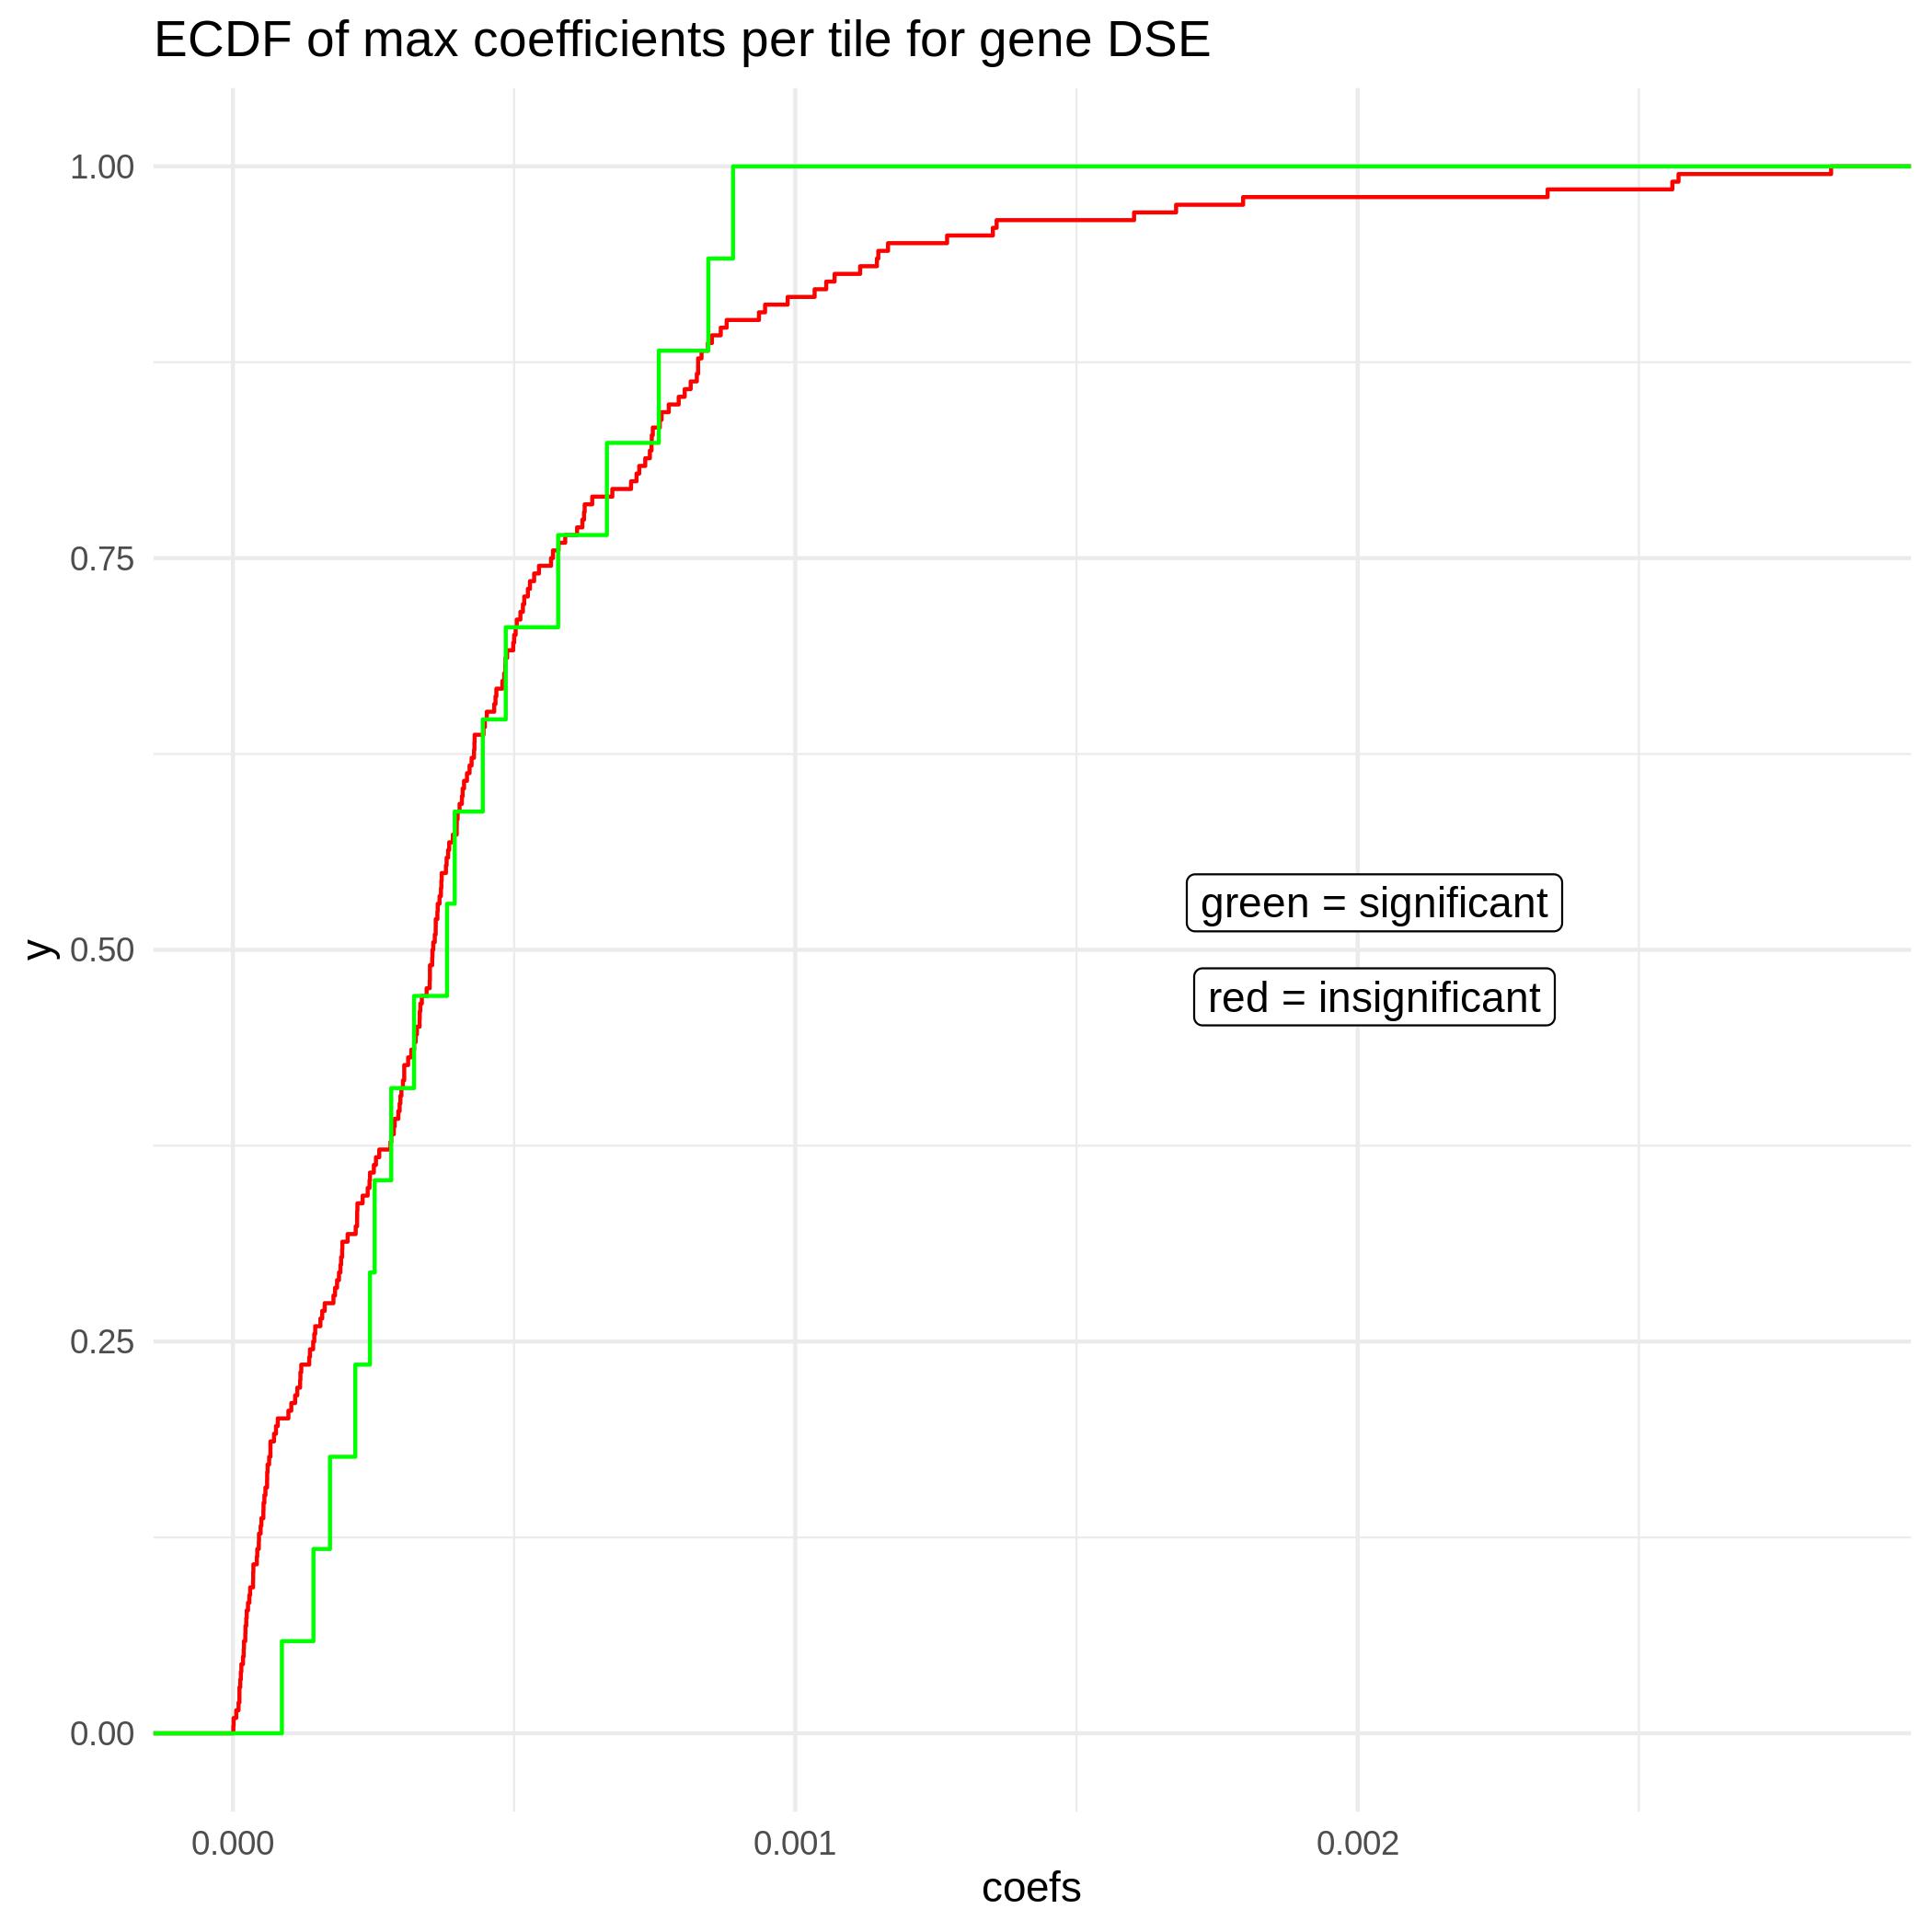 ECDF of max coefficients per tile for gene DSE
1.00
0.75
0.50
0.25
0.00
y
green = significant
red = insignificant
0.000
0.001
0.002
coefs